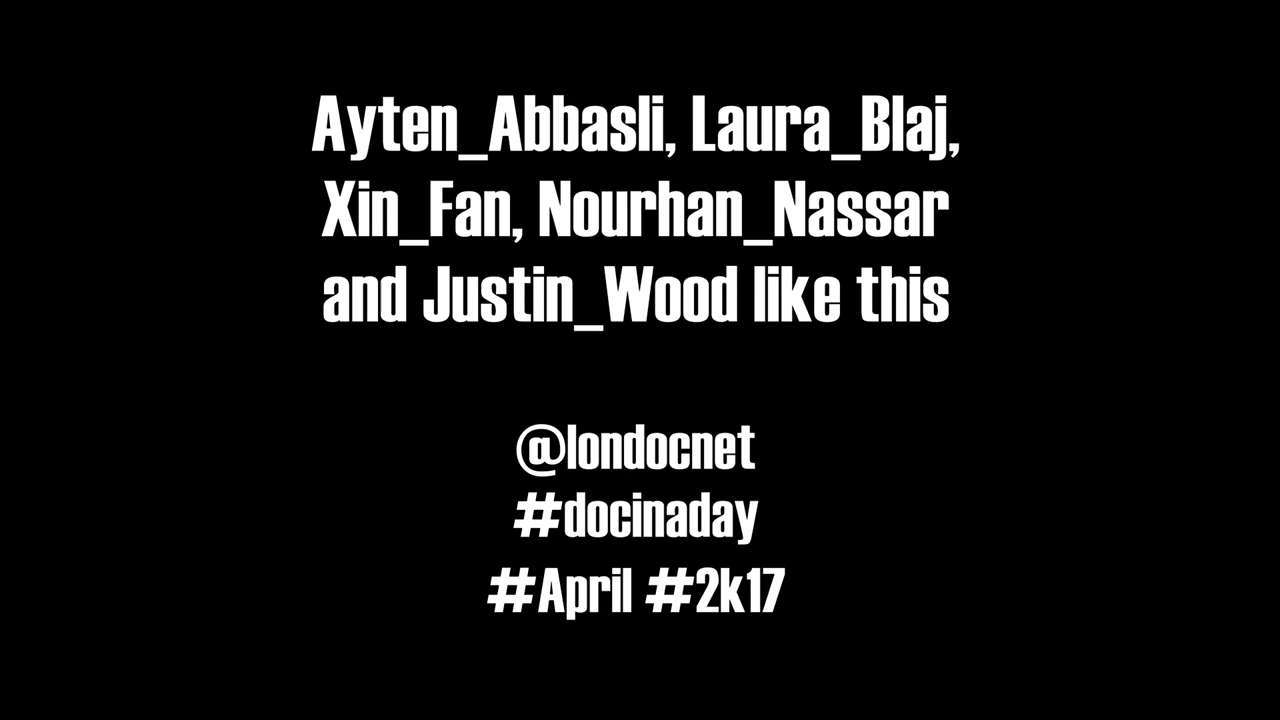 Ayten_Abbasli, Laura_Blaj,
Xin_Fan, Nourhan_Nassar
and Justin_Wood like this
@londocnet
#docinaday
#April #2k17